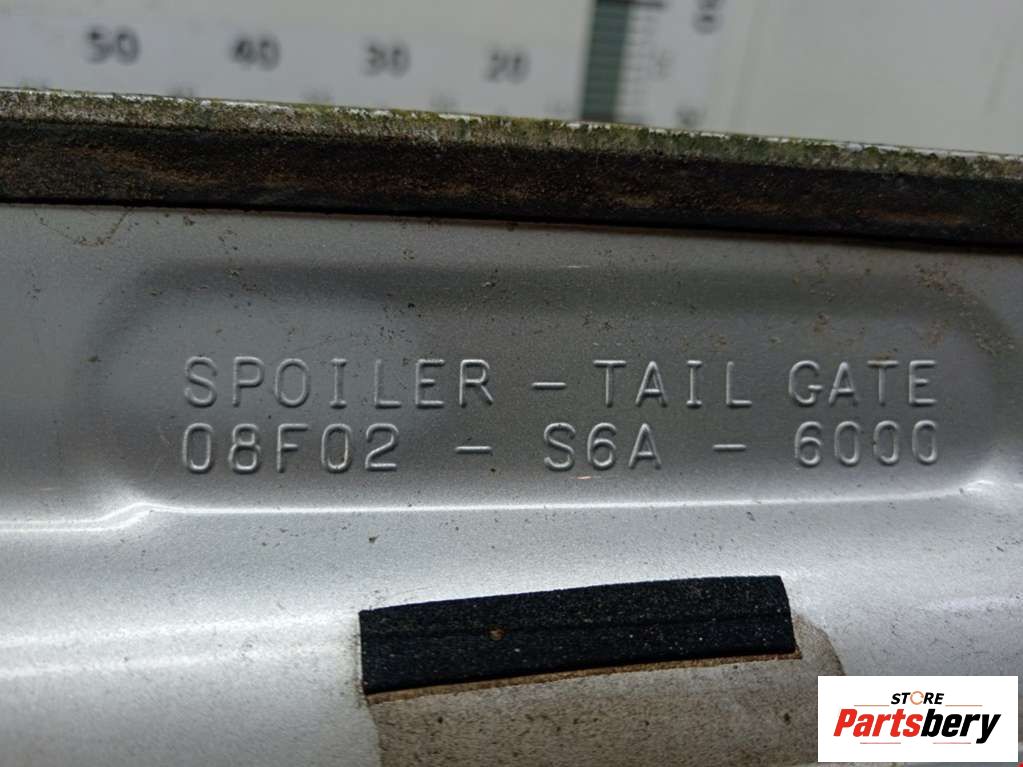 50 40 30 20
SPOILER - TAIL GATE
08F02 - S6A - 6000
STORE
Partsbery